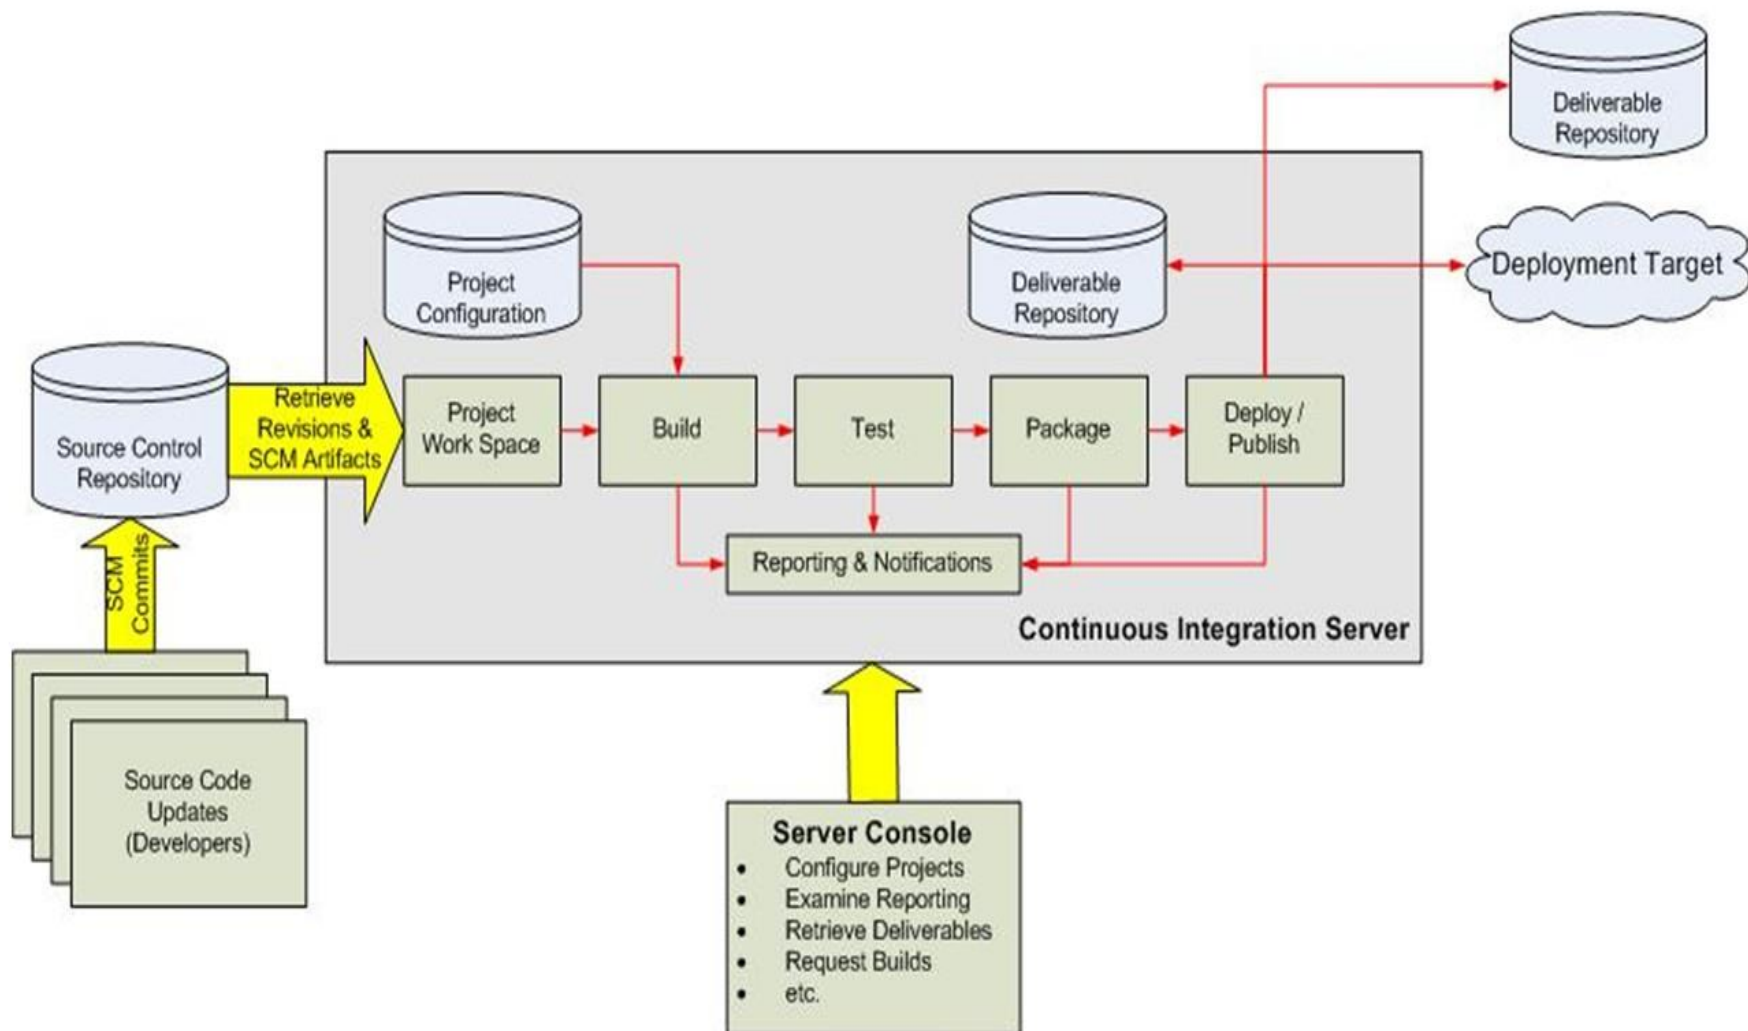 Deliverable
Repository
Project
Configuration
Deliverable
Repository
Deployment Target
Source Control
Repository
Retrieve
Revisions &
SCM Artifacts
Project
Work Space
Build
Test
Package
Deploy /
Publish
Reporting & Notifications
Continuous Integration Server
SCM
Commits
Source Code
Updates
(Developers)
Server Console
• Configure Projects
• Examine Reporting
• Retrieve Deliverables
• Request Builds
• etc.